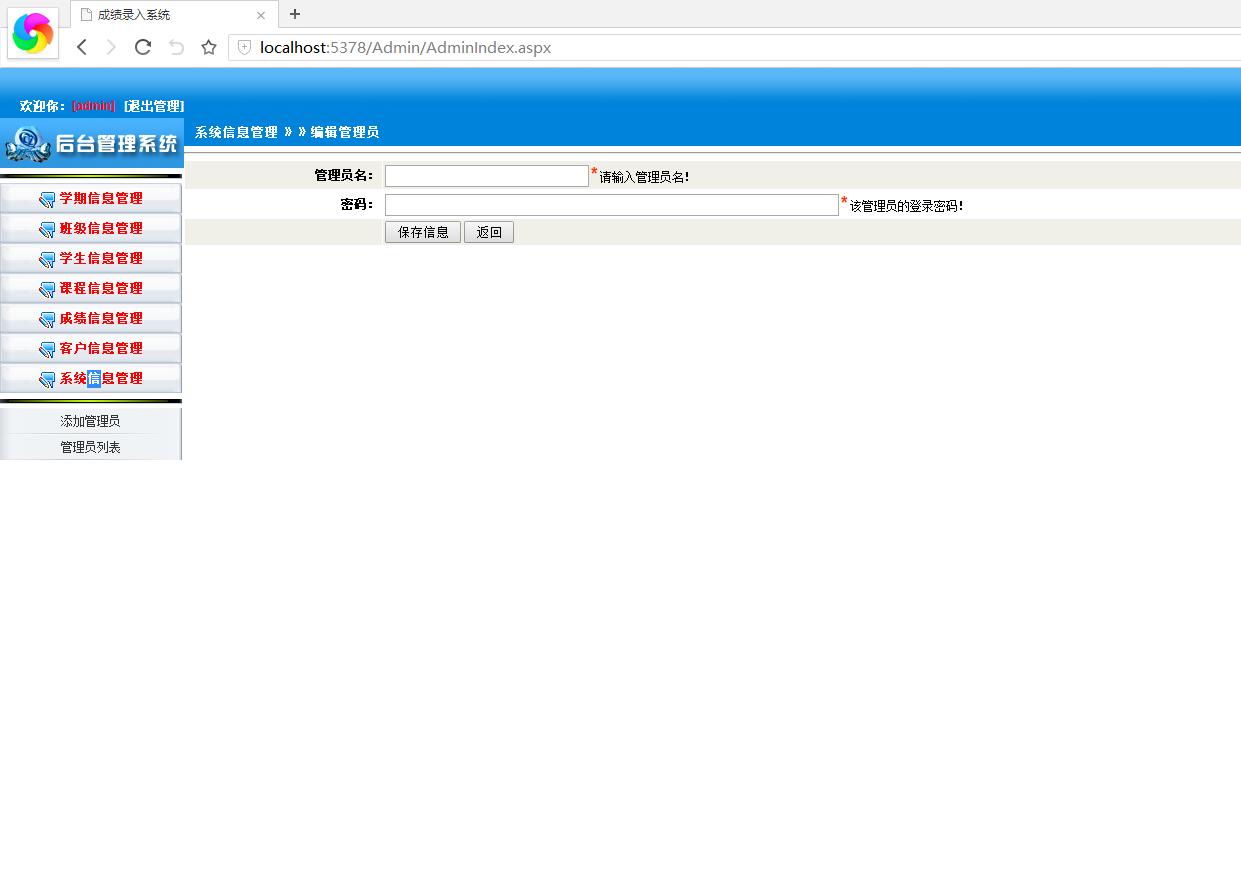 成绩录入系统
localhost:5378/Admin/AdminIndex.aspx
欢迎你：[admin] [退出管理]
后台管理系统
系统信息管理 》》编辑管理员
管理员名： *请输入管理员名！
密码： *该管理员的登录密码！
保存信息 返回
学期信息管理
班级信息管理
学生信息管理
课程信息管理
成绩信息管理
客户信息管理
系统信息管理
添加管理员
管理员列表